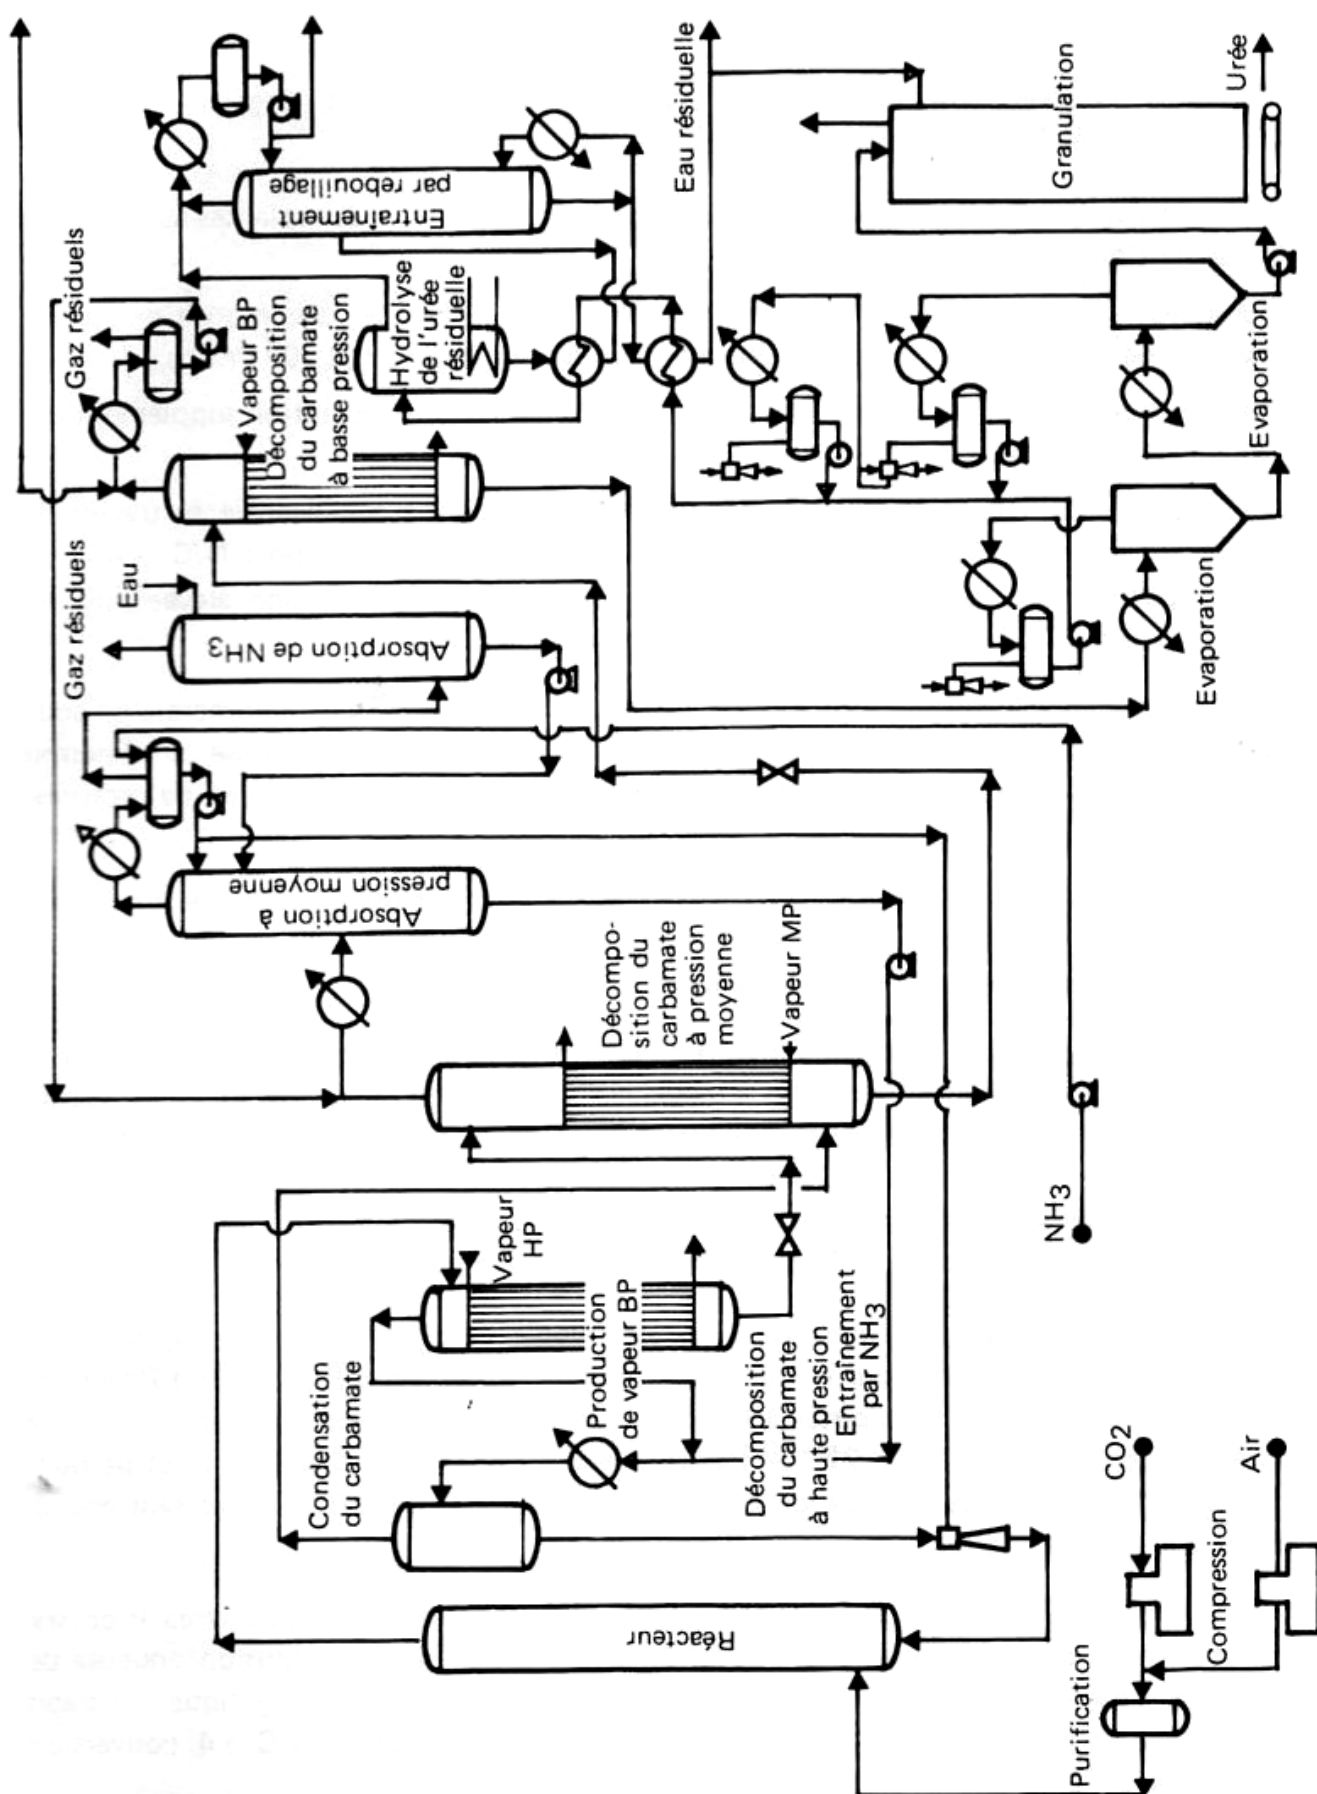 Gaz résiduels
Eau résiduelle
Granulation
Urée
Entraînement
par rebouillage
Hydrolyse
de l'urée
résiduelle
Vapeur BP
Décomposition
du carbamate
à basse pression
Evaporation
Gaz résiduels
Eau
Absorption de NH3
Evaporation
Absorption à
pression moyenne
Décompo-
sition du
carbamate
à pression
moyenne
Vapeur MP
NH3
Vapeur
HP
Production
de vapeur BP
Condensation
du carbamate
Décomposition
du carbamate
à haute pression
Entraînement
par NH3
CO2
Air
Réacteur
Compression
Purification